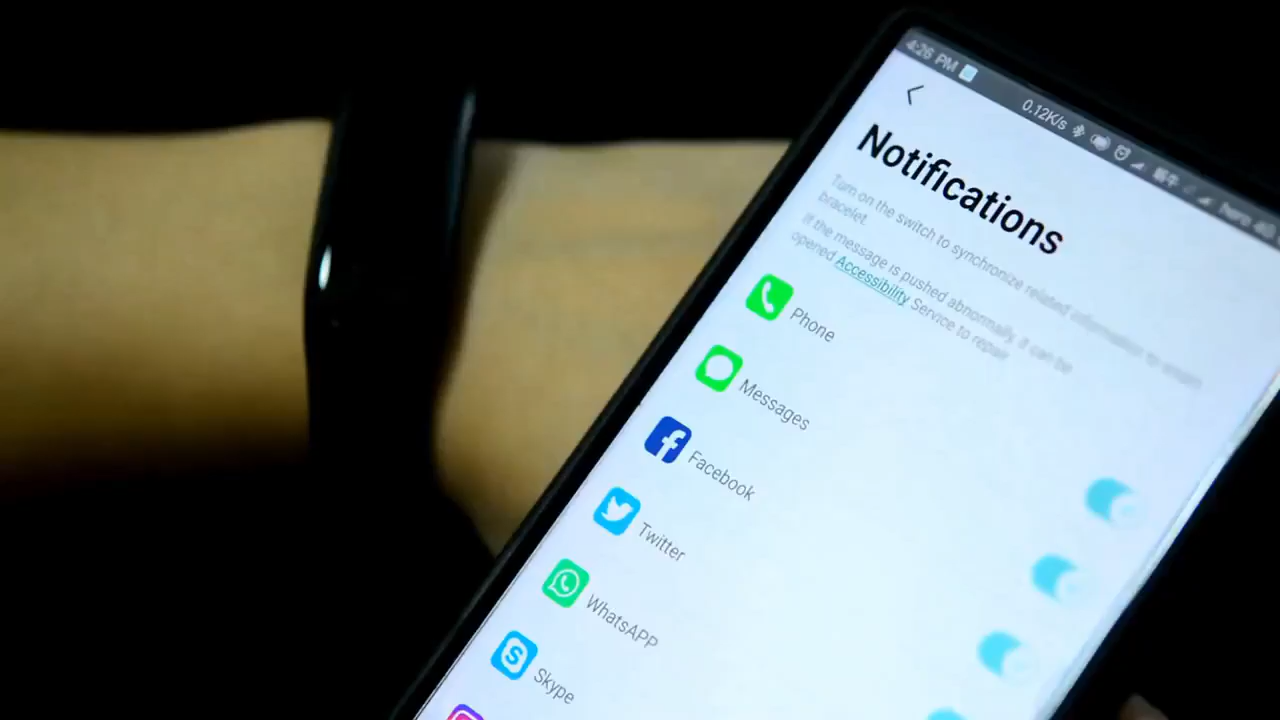 4:26 PM
0.12K/s
Notifications
Turn on the switch to synchronize related information to
bracelet.
If the message is pushed abnormally, it can be
opened Accessibility Service to repair
Phone
Messages
Facebook
Twitter
WhatsAPP
Skype